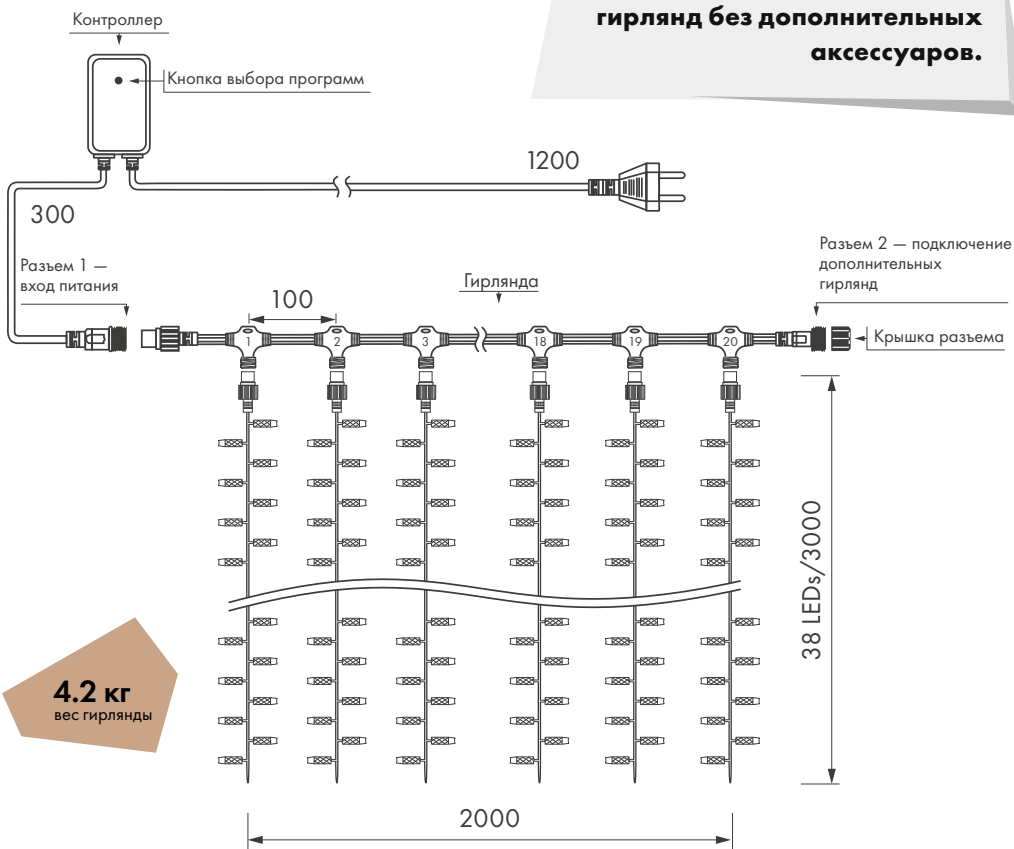 гирлянд без дополнительных
аксессуаров.
Контроллер
Кнопка выбора программ
1200
300
Разъем 1 —
вход питания
100
Гирлянда
Разъем 2 — подключение
дополнительных
гирлянд
Крышка разъема
1 2 3 18 19 20
38 LEDs/3000
4.2 кг
вес гирлянды
2000